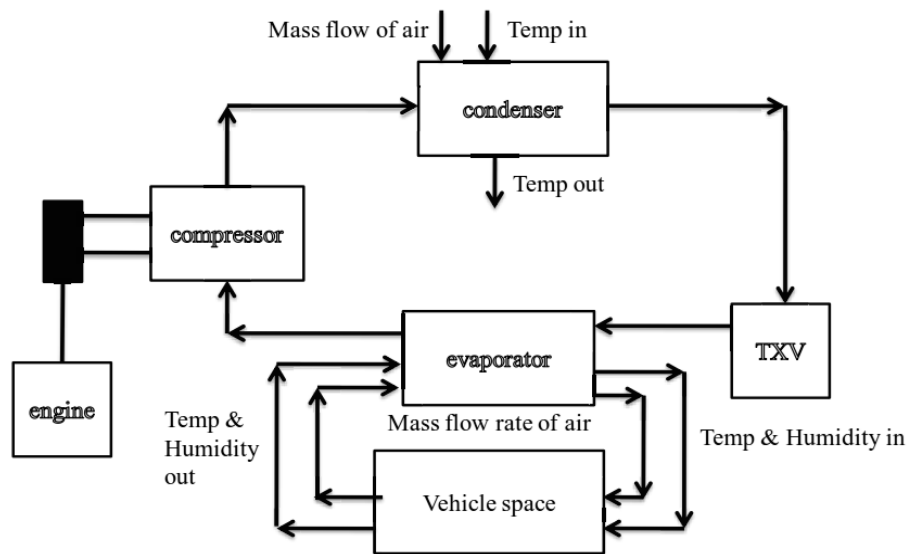 Mass flow of air
Temp in
condenser
Temp out
compressor
engine
evaporator
TXV
Mass flow rate of air
Temp &
Humidity
out
Temp & Humidity in
Vehicle space